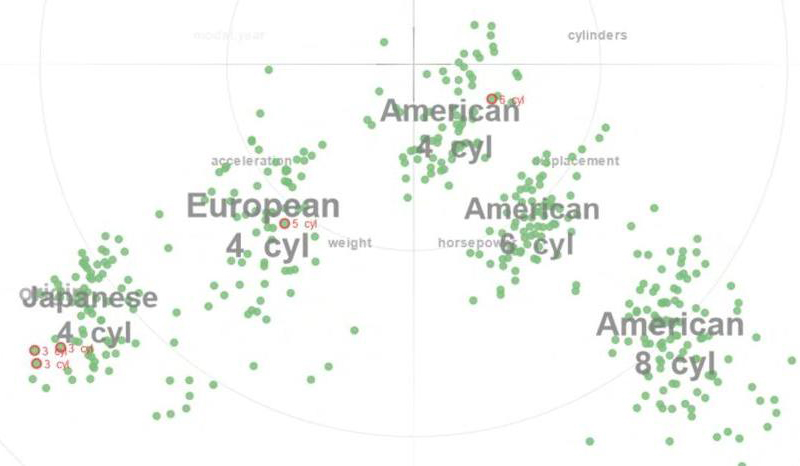 model year
cylinders
American
4 cyl
5 cyl
acceleration
displacement
European
4 cyl
5 cyl
American
6 cyl
weight
horsepower
origin
Japanese
4 cyl
3 cyl
3 cyl
3 cyl
American
8 cyl